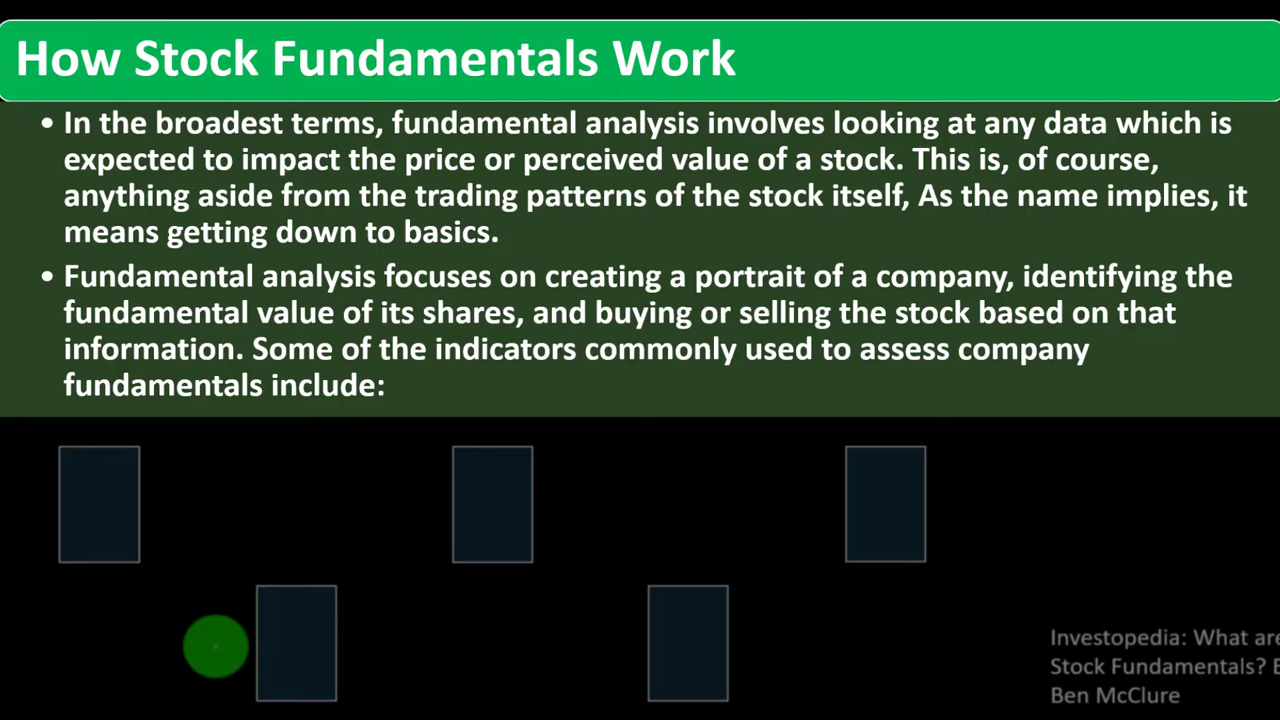 How Stock Fundamentals Work
• In the broadest terms, fundamental analysis involves looking at any data which is
expected to impact the price or perceived value of a stock. This is, of course,
anything aside from the trading patterns of the stock itself, As the name implies, it
means getting down to basics.
• Fundamental analysis focuses on creating a portrait of a company, identifying the
fundamental value of its shares, and buying or selling the stock based on that
information. Some of the indicators commonly used to assess company
fundamentals include:
Investopedia: What are
Stock Fundamentals?
Ben McClure